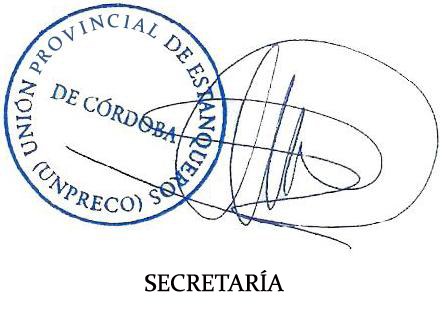 UNIÓN PROVINCIAL DE ESTANQUEROS (UNPRECO)
DE CÓRDOBA
SECRETARÍA